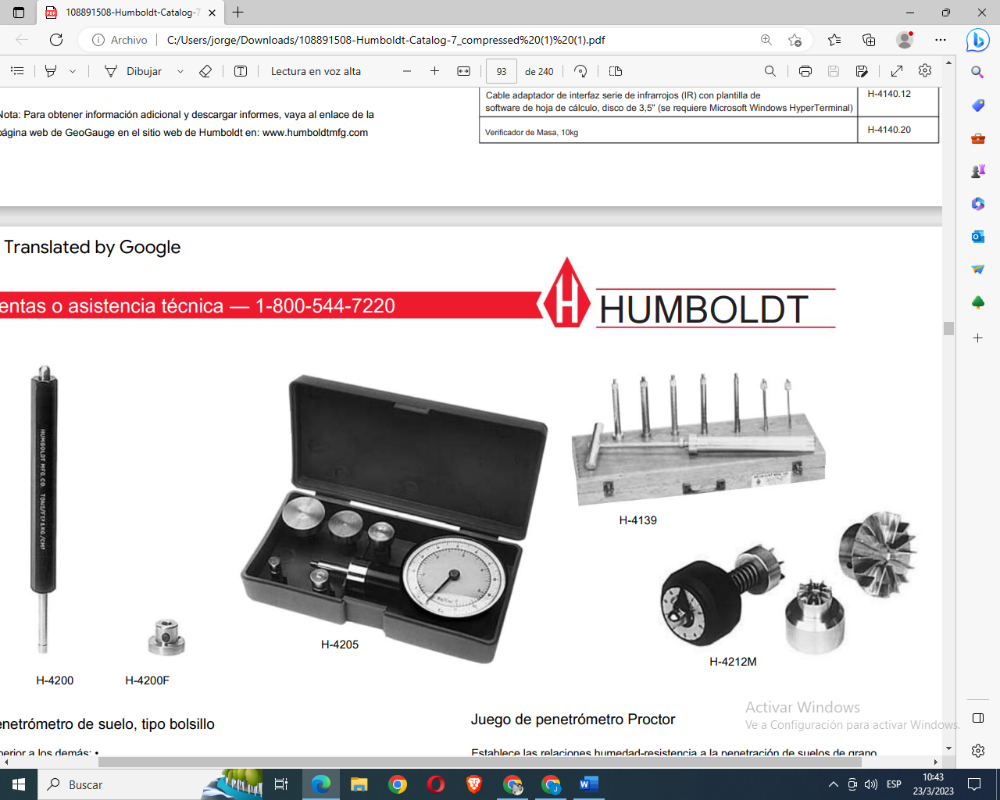 108891508-Humboldt-Catalog-7
Archivo
C:/Users/jorge/Downloads/108891508-Humboldt-Catalog-7_compressed%20(1)%20(1).pdf
Dibujar
Lectura en voz alta
93
de 240
Nota: Para obtener información adicional y descargar informes, vaya al enlace de la
página web de GeoGauge en el sitio web de Humboldt en: www.humboldtmfg.com
Cable adaptador de interfaz serie de infrarrojos (IR) con plantilla de
software de hoja de cálculo, disco de 3,5" (se requiere Microsoft Windows HyperTerminal)
H-4140.12
Verificador de Masa, 10kg
H-4140.20
Translated by Google
entas o asistencia técnica — 1-800-544-7220
H HUMBOLDT
HUMBOLDT MFG. CO. TONS/FT² & KG/CM²
H-4139
H-4205
H-4212M
H-4200
H-4200F
enetrómetro de suelo, tipo bolsillo
Juego de penetrómetro Proctor
perior a los demás: •
Establece las relaciones humedad-resistencia a la penetración de suelos de grano
Activar Windows
Ve a Configuración para activar Windows.
Buscar
ESP
10:43
23/3/2023